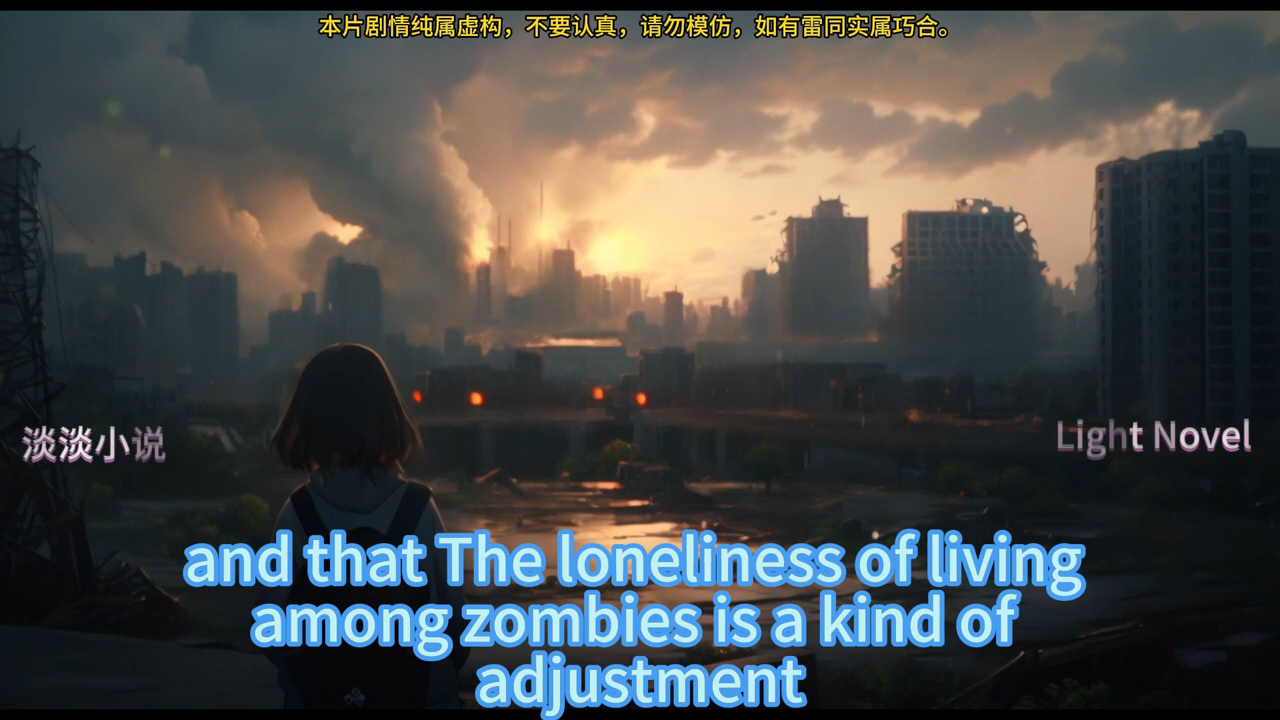 本片剧情纯属虚构，不要认真，请勿模仿，如有雷同实属巧合。
淡淡小说
Light Novel
and that The loneliness of living
among zombies is a kind of
adjustment